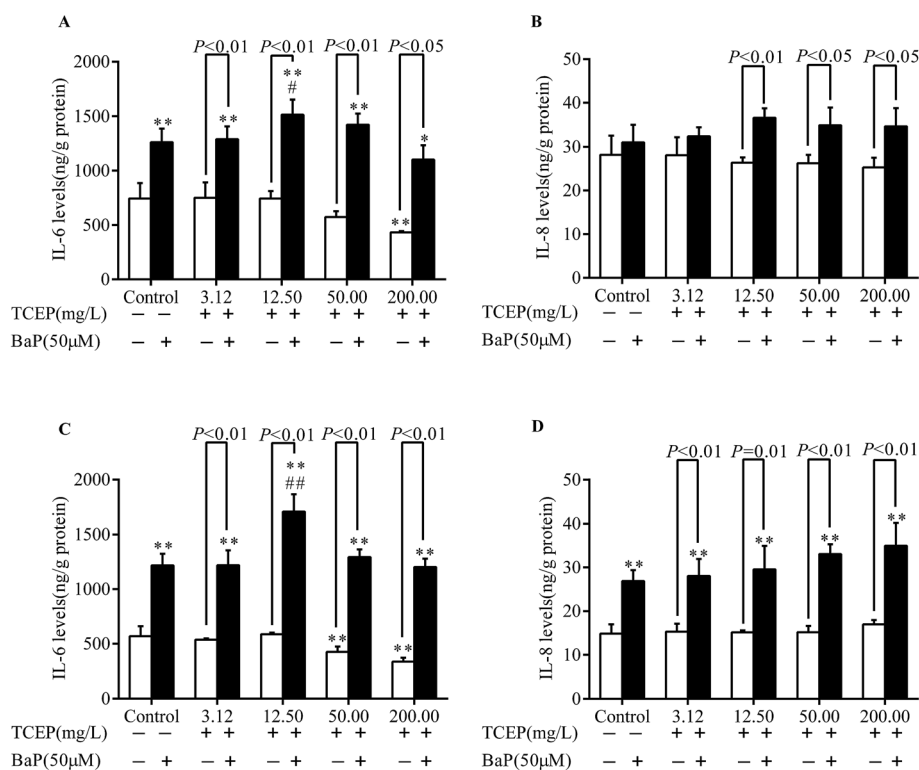 A
P<0.01 P<0.01 P<0.01 P<0.05
IL-6 levels(ng/g protein)
2000
1500
1000
500
0
** ** ** # ** ** *
Control 3.12 12.50 50.00 200.00
TCEP(mg/L) — — + + + + + + + +
BaP(50μM) — + — + — + — + — +
B
P<0.01 P<0.05 P<0.05
IL-8 levels(ng/g protein)
50
40
30
20
10
0
Control 3.12 12.50 50.00 200.00
TCEP(mg/L) — — + + + + + + + +
BaP(50μM) — + — + — + — + — +
C
P<0.01 P<0.01 P<0.01 P<0.01
IL-6 levels(ng/g protein)
2000
1500
1000
500
0
** ** ** ## ** ** ** **
Control 3.12 12.50 50.00 200.00
TCEP(mg/L) — — + + + + + + + +
BaP(50μM) — + — + — + — + — +
D
P<0.01 P=0.01 P<0.01 P<0.01
IL-8 levels(ng/g protein)
50
40
30
20
10
0
** ** ** ** **
Control 3.12 12.50 50.00 200.00
TCEP(mg/L) — — + + + + + + + +
BaP(50μM) — + — + — + — + — +